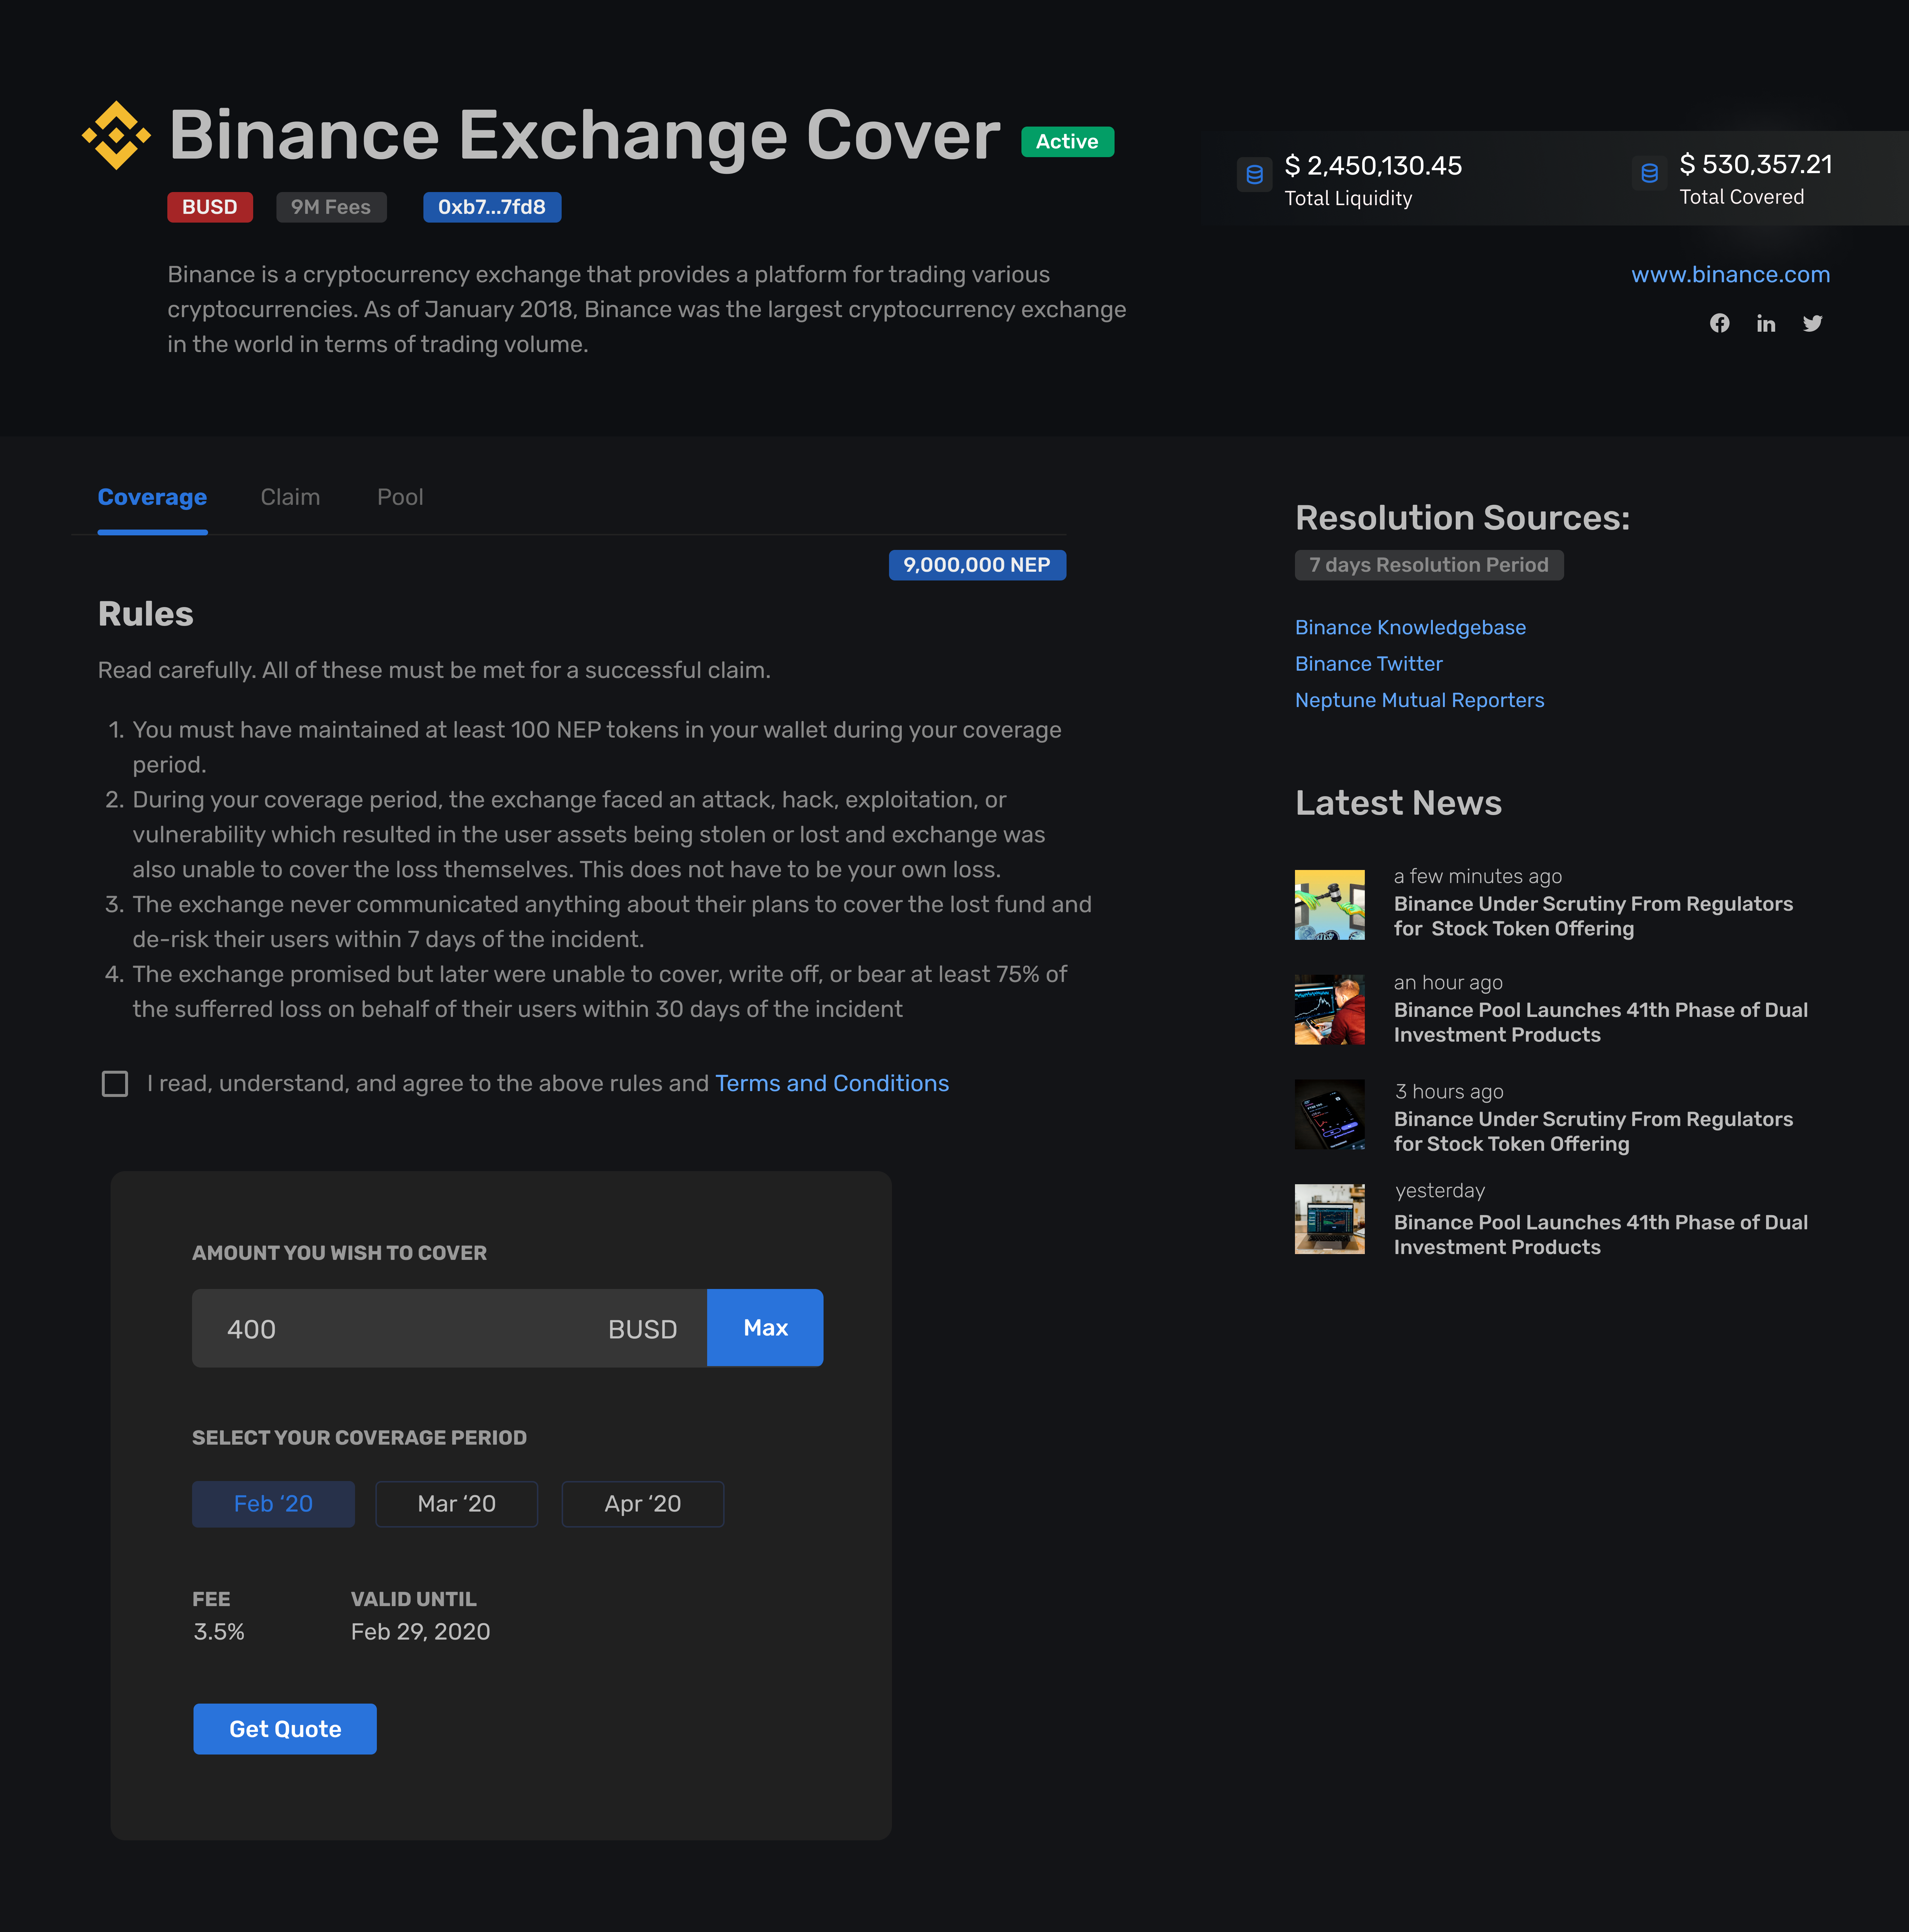 Binance Exchange Cover
Active
BUSD
9M Fees
0xb7...7fd8
$ 2,450,130.45
Total Liquidity
$ 530,357.21
Total Covered
Binance is a cryptocurrency exchange that provides a platform for trading various
cryptocurrencies. As of January 2018, Binance was the largest cryptocurrency exchange
in the world in terms of trading volume.
www.binance.com
Coverage
Claim
Pool
9,000,000 NEP
Rules
Read carefully. All of these must be met for a successful claim.
1. You must have maintained at least 100 NEP tokens in your wallet during your coverage
period.
2. During your coverage period, the exchange faced an attack, hack, exploitation, or
vulnerability which resulted in the user assets being stolen or lost and exchange was
also unable to cover the loss themselves. This does not have to be your own loss.
3. The exchange never communicated anything about their plans to cover the lost fund and
de-risk their users within 7 days of the incident.
4. The exchange promised but later were unable to cover, write off, or bear at least 75% of
the sufferred loss on behalf of their users within 30 days of the incident
I read, understand, and agree to the above rules and Terms and Conditions
AMOUNT YOU WISH TO COVER
400
BUSD
Max
SELECT YOUR COVERAGE PERIOD
Feb ‘20
Mar ‘20
Apr ‘20
FEE
3.5%
VALID UNTIL
Feb 29, 2020
Get Quote
Resolution Sources:
7 days Resolution Period
Binance Knowledgebase
Binance Twitter
Neptune Mutual Reporters
Latest News
a few minutes ago
Binance Under Scrutiny From Regulators
for  Stock Token Offering
an hour ago
Binance Pool Launches 41th Phase of Dual
Investment Products
3 hours ago
Binance Under Scrutiny From Regulators
for Stock Token Offering
yesterday
Binance Pool Launches 41th Phase of Dual
Investment Products